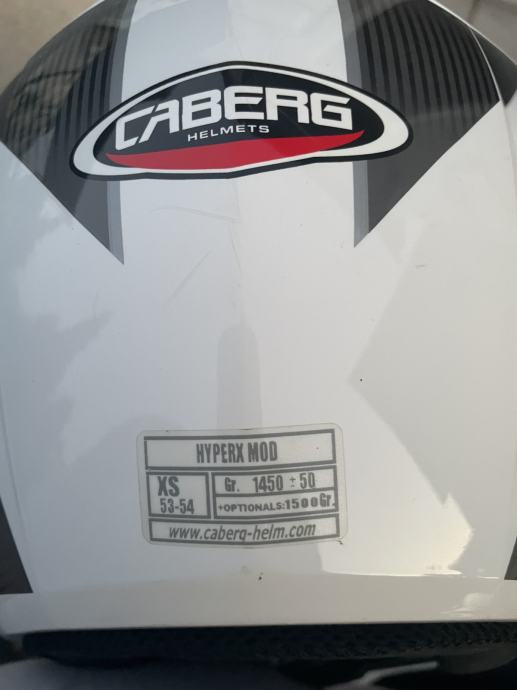 CABERG
HELMETS
HYPERX MOD
XS
53-54
Gr. 1450 ± 50
+OPTIONALS:1500Gr.
www.caberg-helm.com